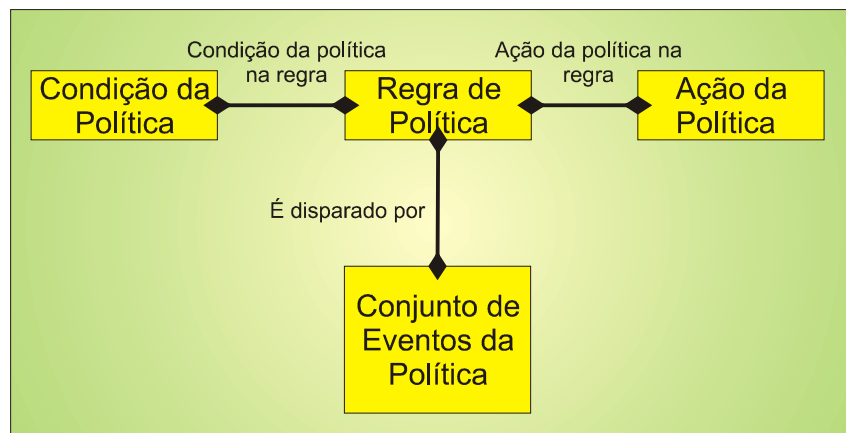 Condição da política
na regra
Ação da política na
regra
Condição da
Política
Regra de
Política
Ação da
Política
É disparado por
Conjunto de
Eventos da
Política